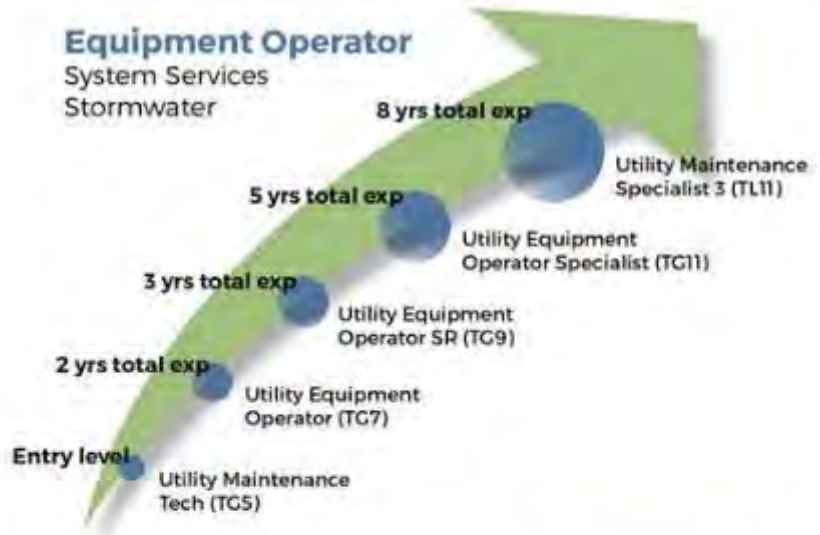 Equipment Operator
System Services
Stormwater
8 yrs total exp
Utility Maintenance
Specialist 3 (TL11)
5 yrs total exp
Utility Equipment
Operator Specialist (TG11)
3 yrs total exp
Utility Equipment
Operator SR (TG9)
2 yrs total exp
Utility Equipment
Operator (TG7)
Entry level
Utility Maintenance
Tech (TG5)